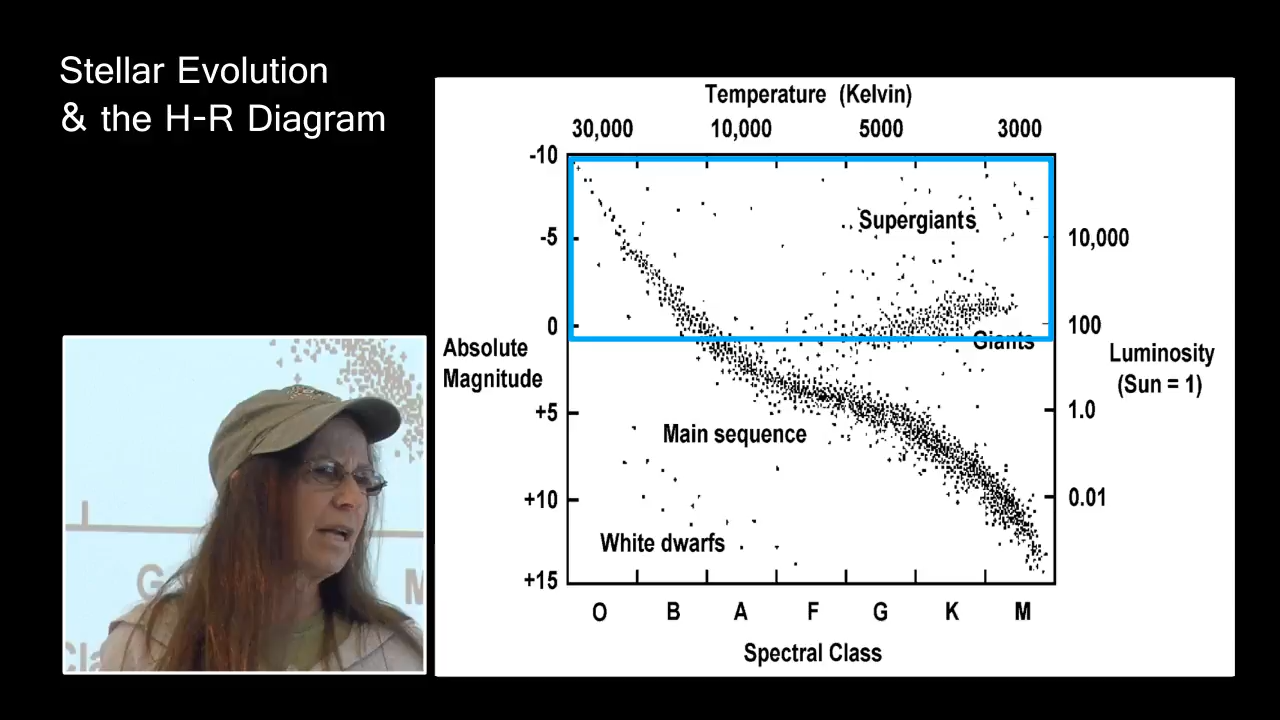 Stellar Evolution
& the H-R Diagram
Temperature (Kelvin)
30,000 10,000 5000 3000
-10
Supergiants
-5
10,000
0
100
Giants
Absolute
Magnitude
Luminosity
(Sun = 1)
+5
1.0
Main sequence
+10
0.01
White dwarfs
+15
O B A F G K M
Spectral Class
G
M
Cla